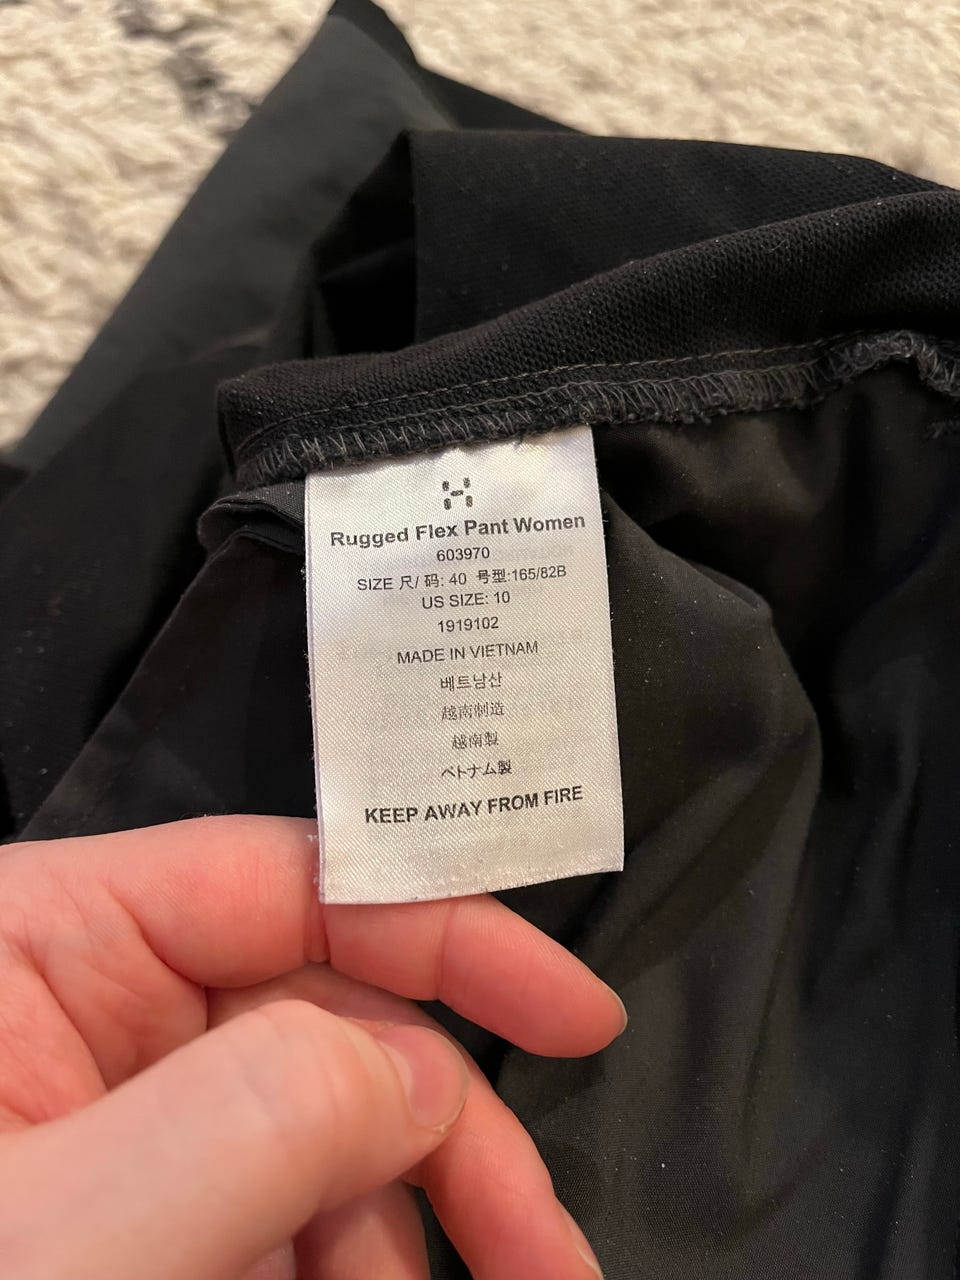 Rugged Flex Pant Women
603970
SIZE 尺/ 码: 40 号型:165/82B
US SIZE: 10
1919102
MADE IN VIETNAM
베트남산
越南制造
越南製
ベトナム製
KEEP AWAY FROM FIRE